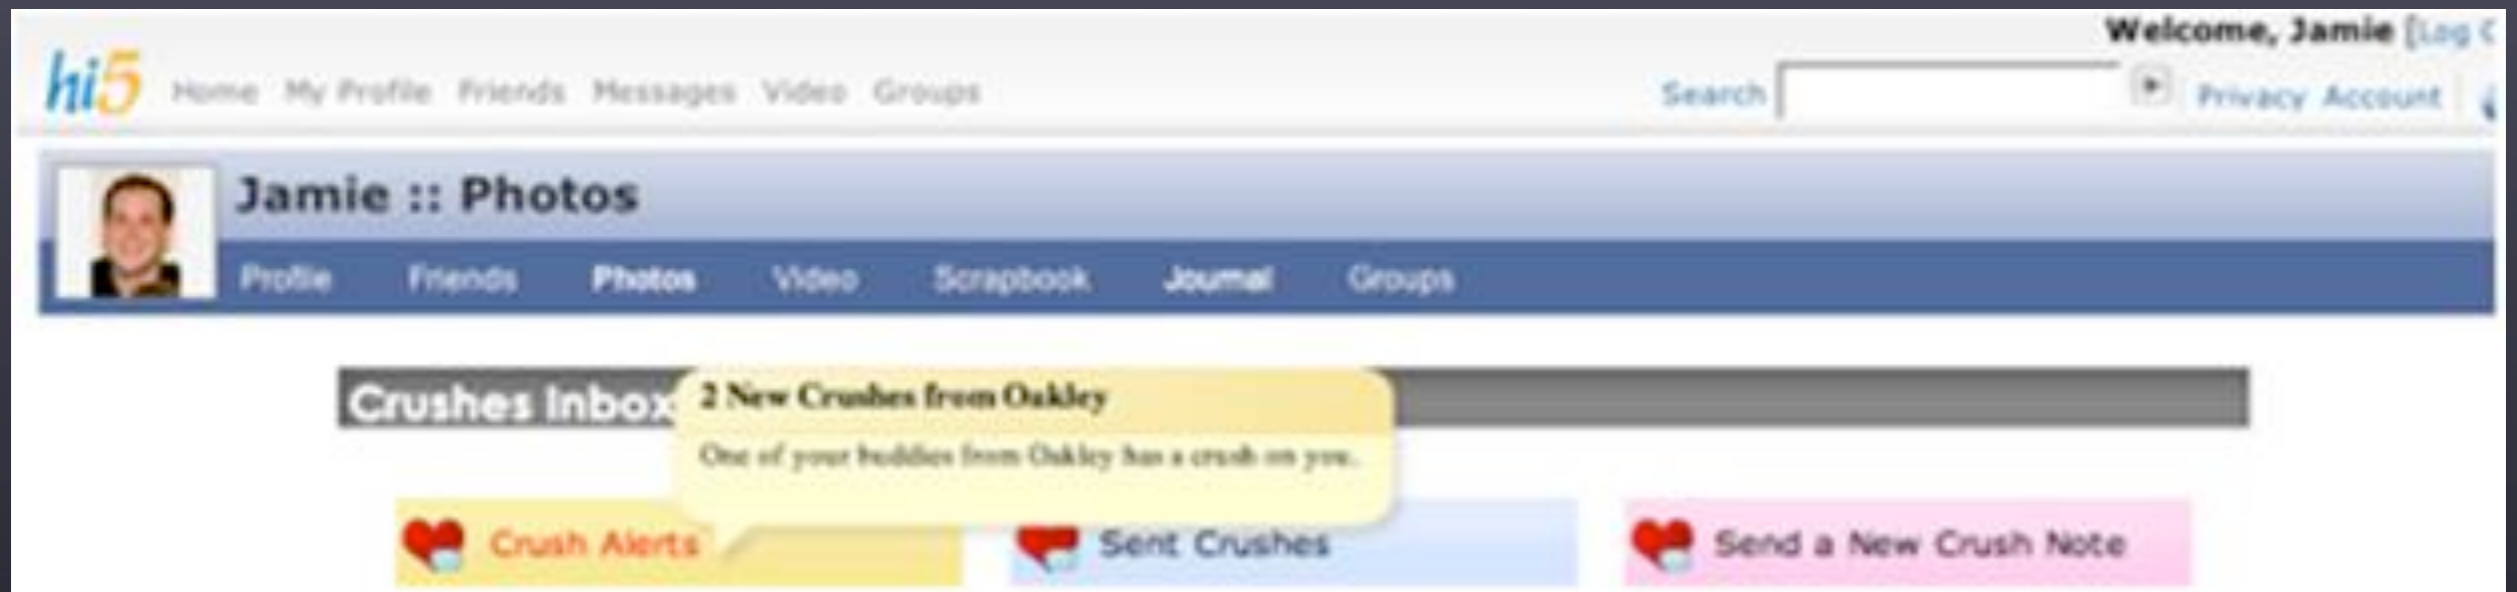 Welcome, Jamie [Log
hi5 Home My Profile Friends Messages Video Groups Search Privacy Account
Jamie :: Photos
Profile Friends Photos Video Scrapbook Journal Groups
Crushes Inbox
2 New Crushes from Oakley
One of your buddies from Oakley has a crush on you.
Crush Alerts Sent Crushes Send a New Crush Note